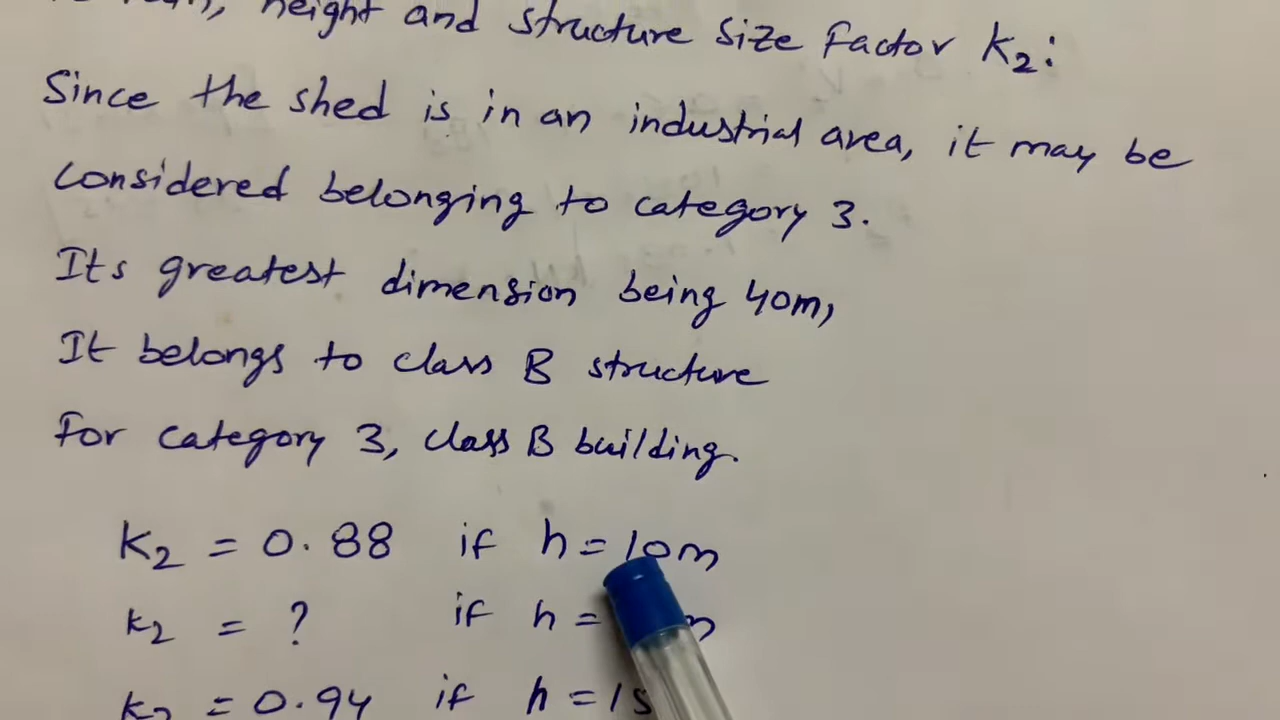 height and structure size factor K2:
Since the shed is in an industrial area, it may be
considered belonging to category 3.
Its greatest dimension being 40m,
It belongs to class B structure
For category 3, class B building.
K2 = 0.88 if h = 10m
K2 = ? if h = m
K2 = 0.94 if h = 15